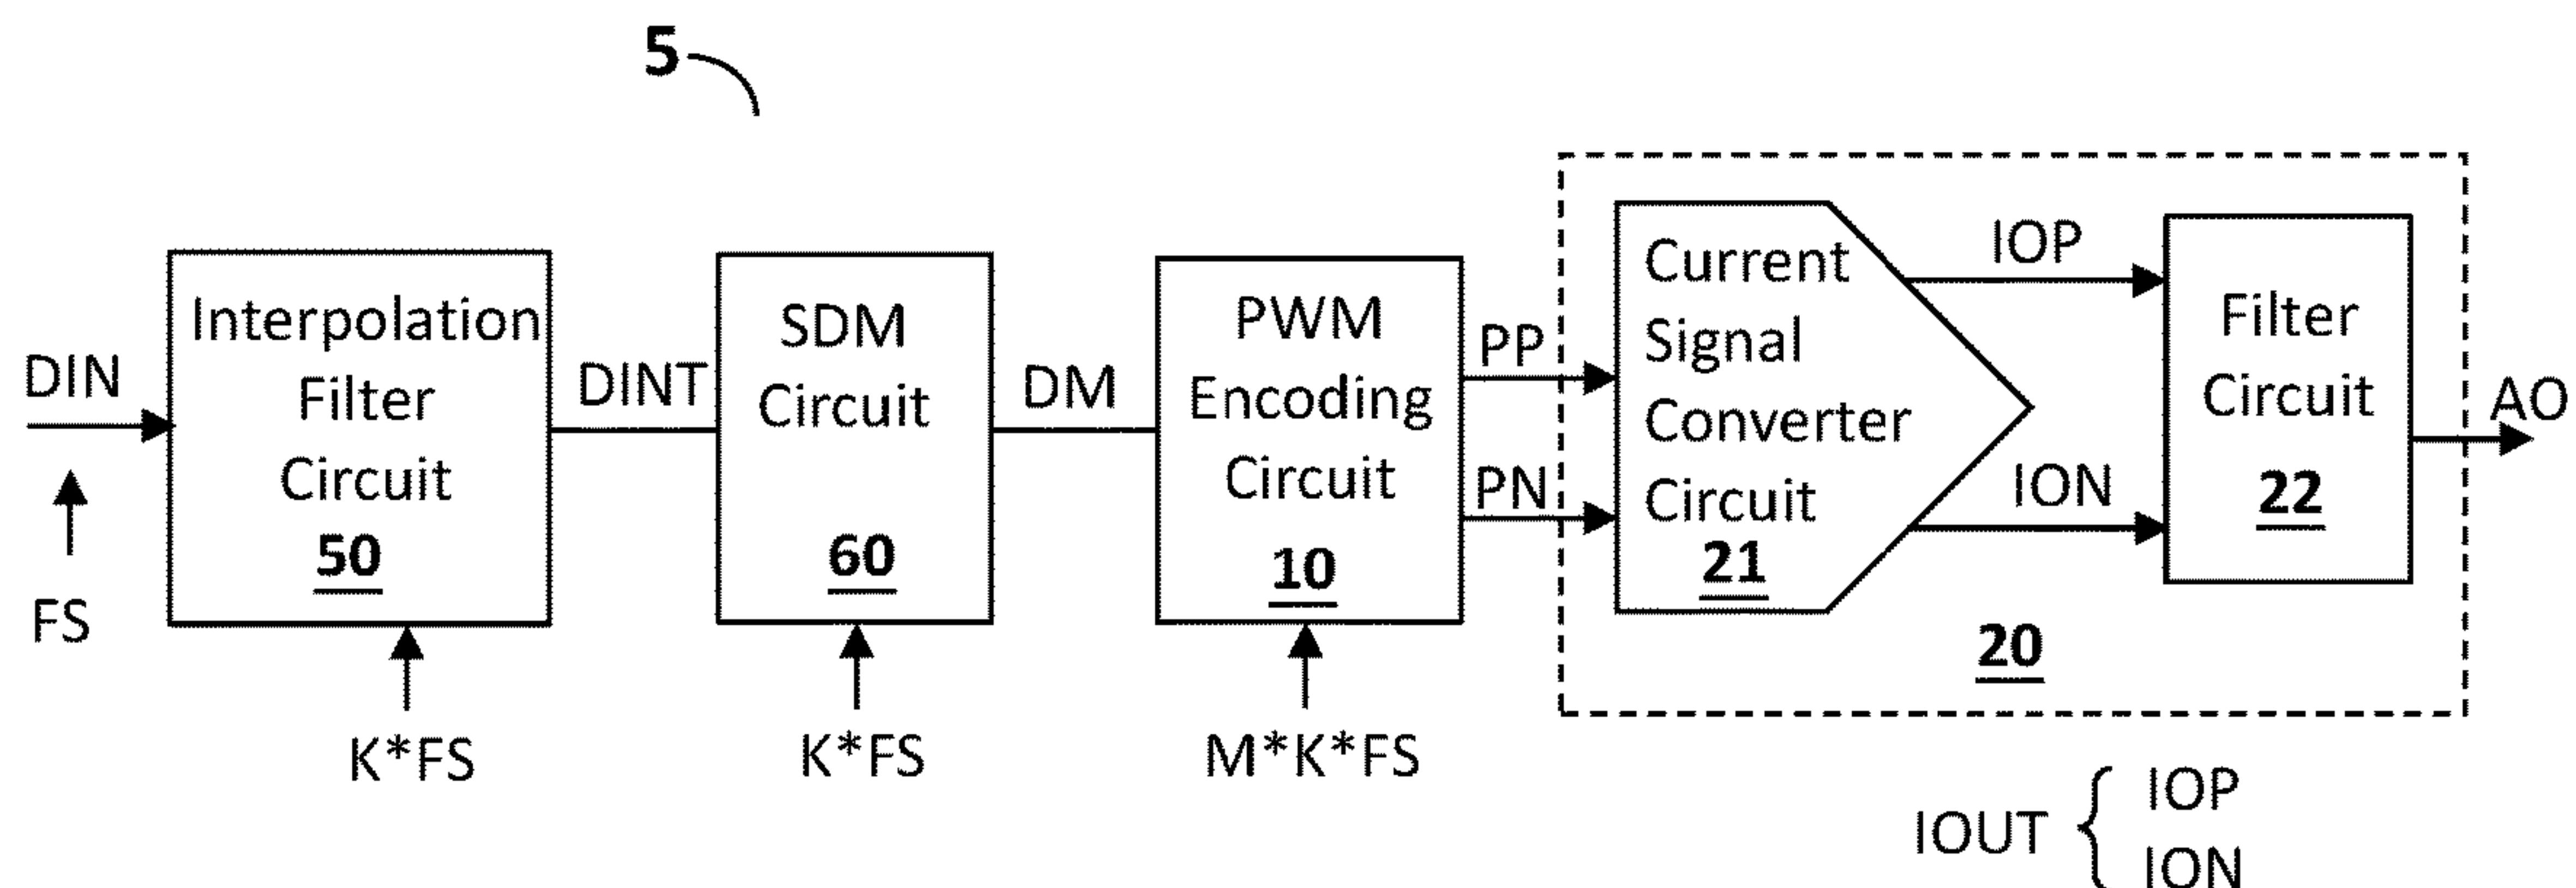 5
DIN
FS
Interpolation
Filter
Circuit
50
K*FS
DINT
SDM
Circuit
60
K*FS
DM
PWM
Encoding
Circuit
10
M*K*FS
PP
PN
Current
Signal
Converter
Circuit
21
IOP
ION
Filter
Circuit
22
20
AO
IOUT
IOP
ION